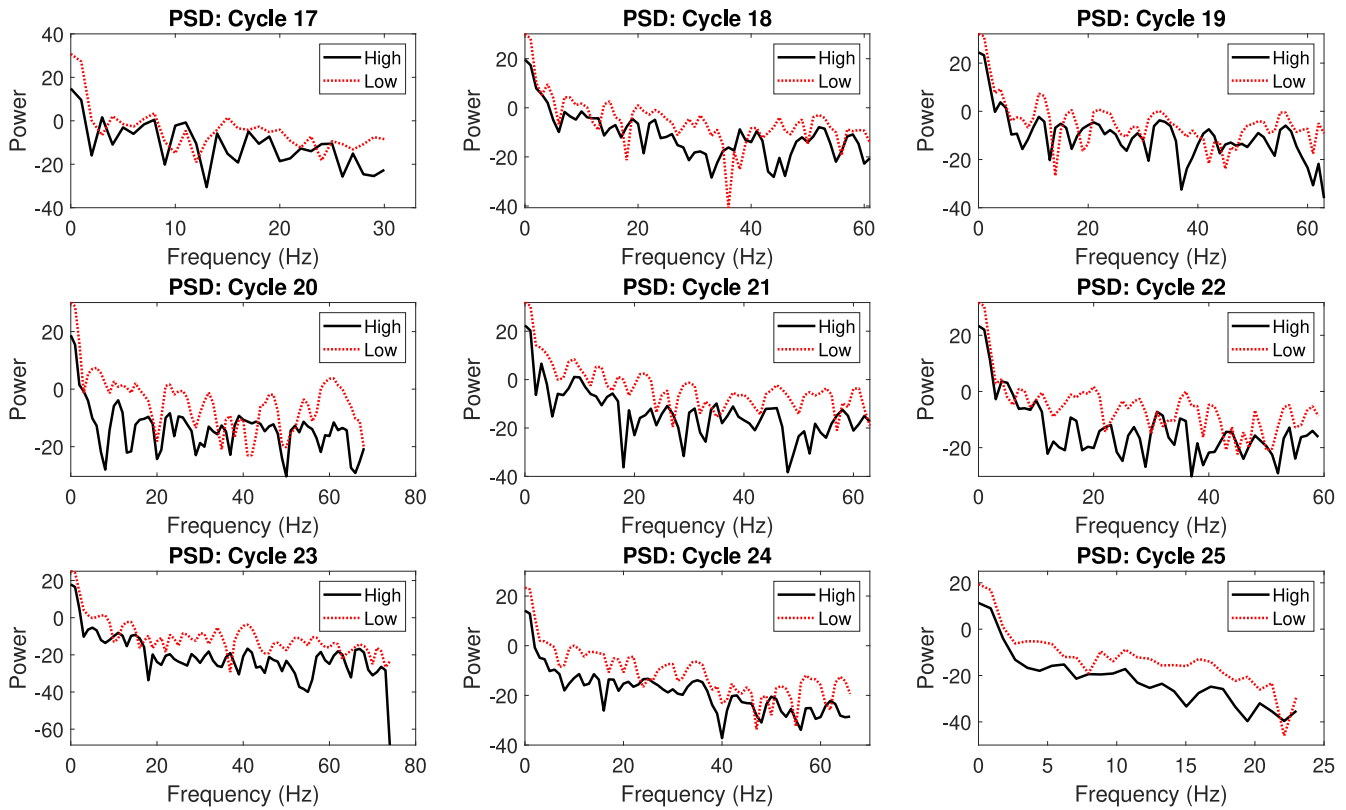 PSD: Cycle 17
40
20
0
-20
-40
0
10
20
30
Power
Frequency (Hz)
High
Low
PSD: Cycle 18
20
0
-20
-40
0
20
40
60
Power
Frequency (Hz)
High
Low
PSD: Cycle 19
20
0
-20
-40
0
20
40
60
Power
Frequency (Hz)
High
Low
PSD: Cycle 20
20
0
-20
0
20
40
60
80
Power
Frequency (Hz)
High
Low
PSD: Cycle 21
20
0
-20
-40
0
20
40
60
Power
Frequency (Hz)
High
Low
PSD: Cycle 22
20
0
-20
0
20
40
60
Power
Frequency (Hz)
High
Low
PSD: Cycle 23
20
0
-20
-40
-60
0
20
40
60
80
Power
Frequency (Hz)
High
Low
PSD: Cycle 24
20
0
-20
-40
0
20
40
60
Power
Frequency (Hz)
High
Low
PSD: Cycle 25
20
0
-20
-40
0
5
10
15
20
25
Power
Frequency (Hz)
High
Low